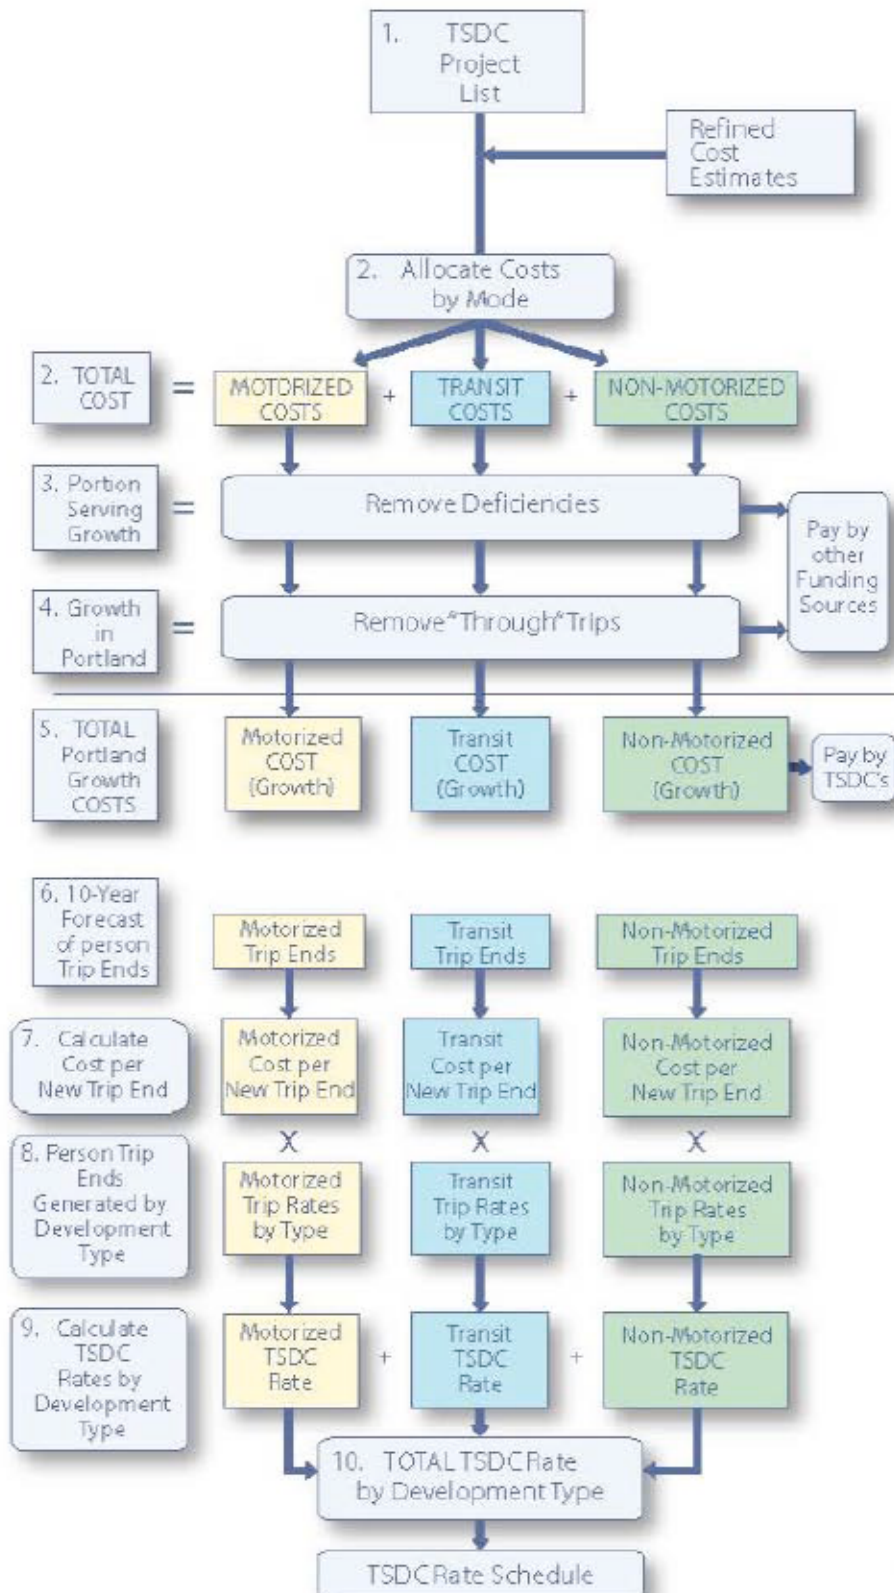 1. TSDC
Project
List
Refined
Cost
Estimates
2. Allocate Costs
by Mode
2. TOTAL
COST
=
MOTORIZED
COSTS
+
TRANSIT
COSTS
+
NON-MOTORIZED
COSTS
3. Portion
Serving
Growth
=
Remove Deficiencies
Pay by
other
Funding
Sources
4. Growth
in
Portland
=
Remove "Through" Trips
5. TOTAL
Portland
Growth
COSTS
Motorized
COST
(Growth)
Transit
COST
(Growth)
Non-Motorized
COST
(Growth)
Pay by
TSDC's
6. 10-Year
Forecast
of person
Trip Ends
Motorized
Trip Ends
Transit
Trip Ends
Non-Motorized
Trip Ends
7. Calculate
Cost per
New Trip End
Motorized
Cost per
New Trip End
Transit
Cost per
New Trip End
Non-Motorized
Cost per
New Trip End
X
X
X
8. Person Trip
Ends
Generated by
Development
Type
Motorized
Trip Rates
by Type
Transit
Trip Rates
by Type
Non-Motorized
Trip Rates
by Type
9. Calculate
TSDC
Rates by
Development
Type
Motorized
TSDC
Rate
+
Transit
TSDC
Rate
+
Non-Motorized
TSDC
Rate
10. TOTAL TSDC Rate
by Development Type
TSDC Rate Schedule